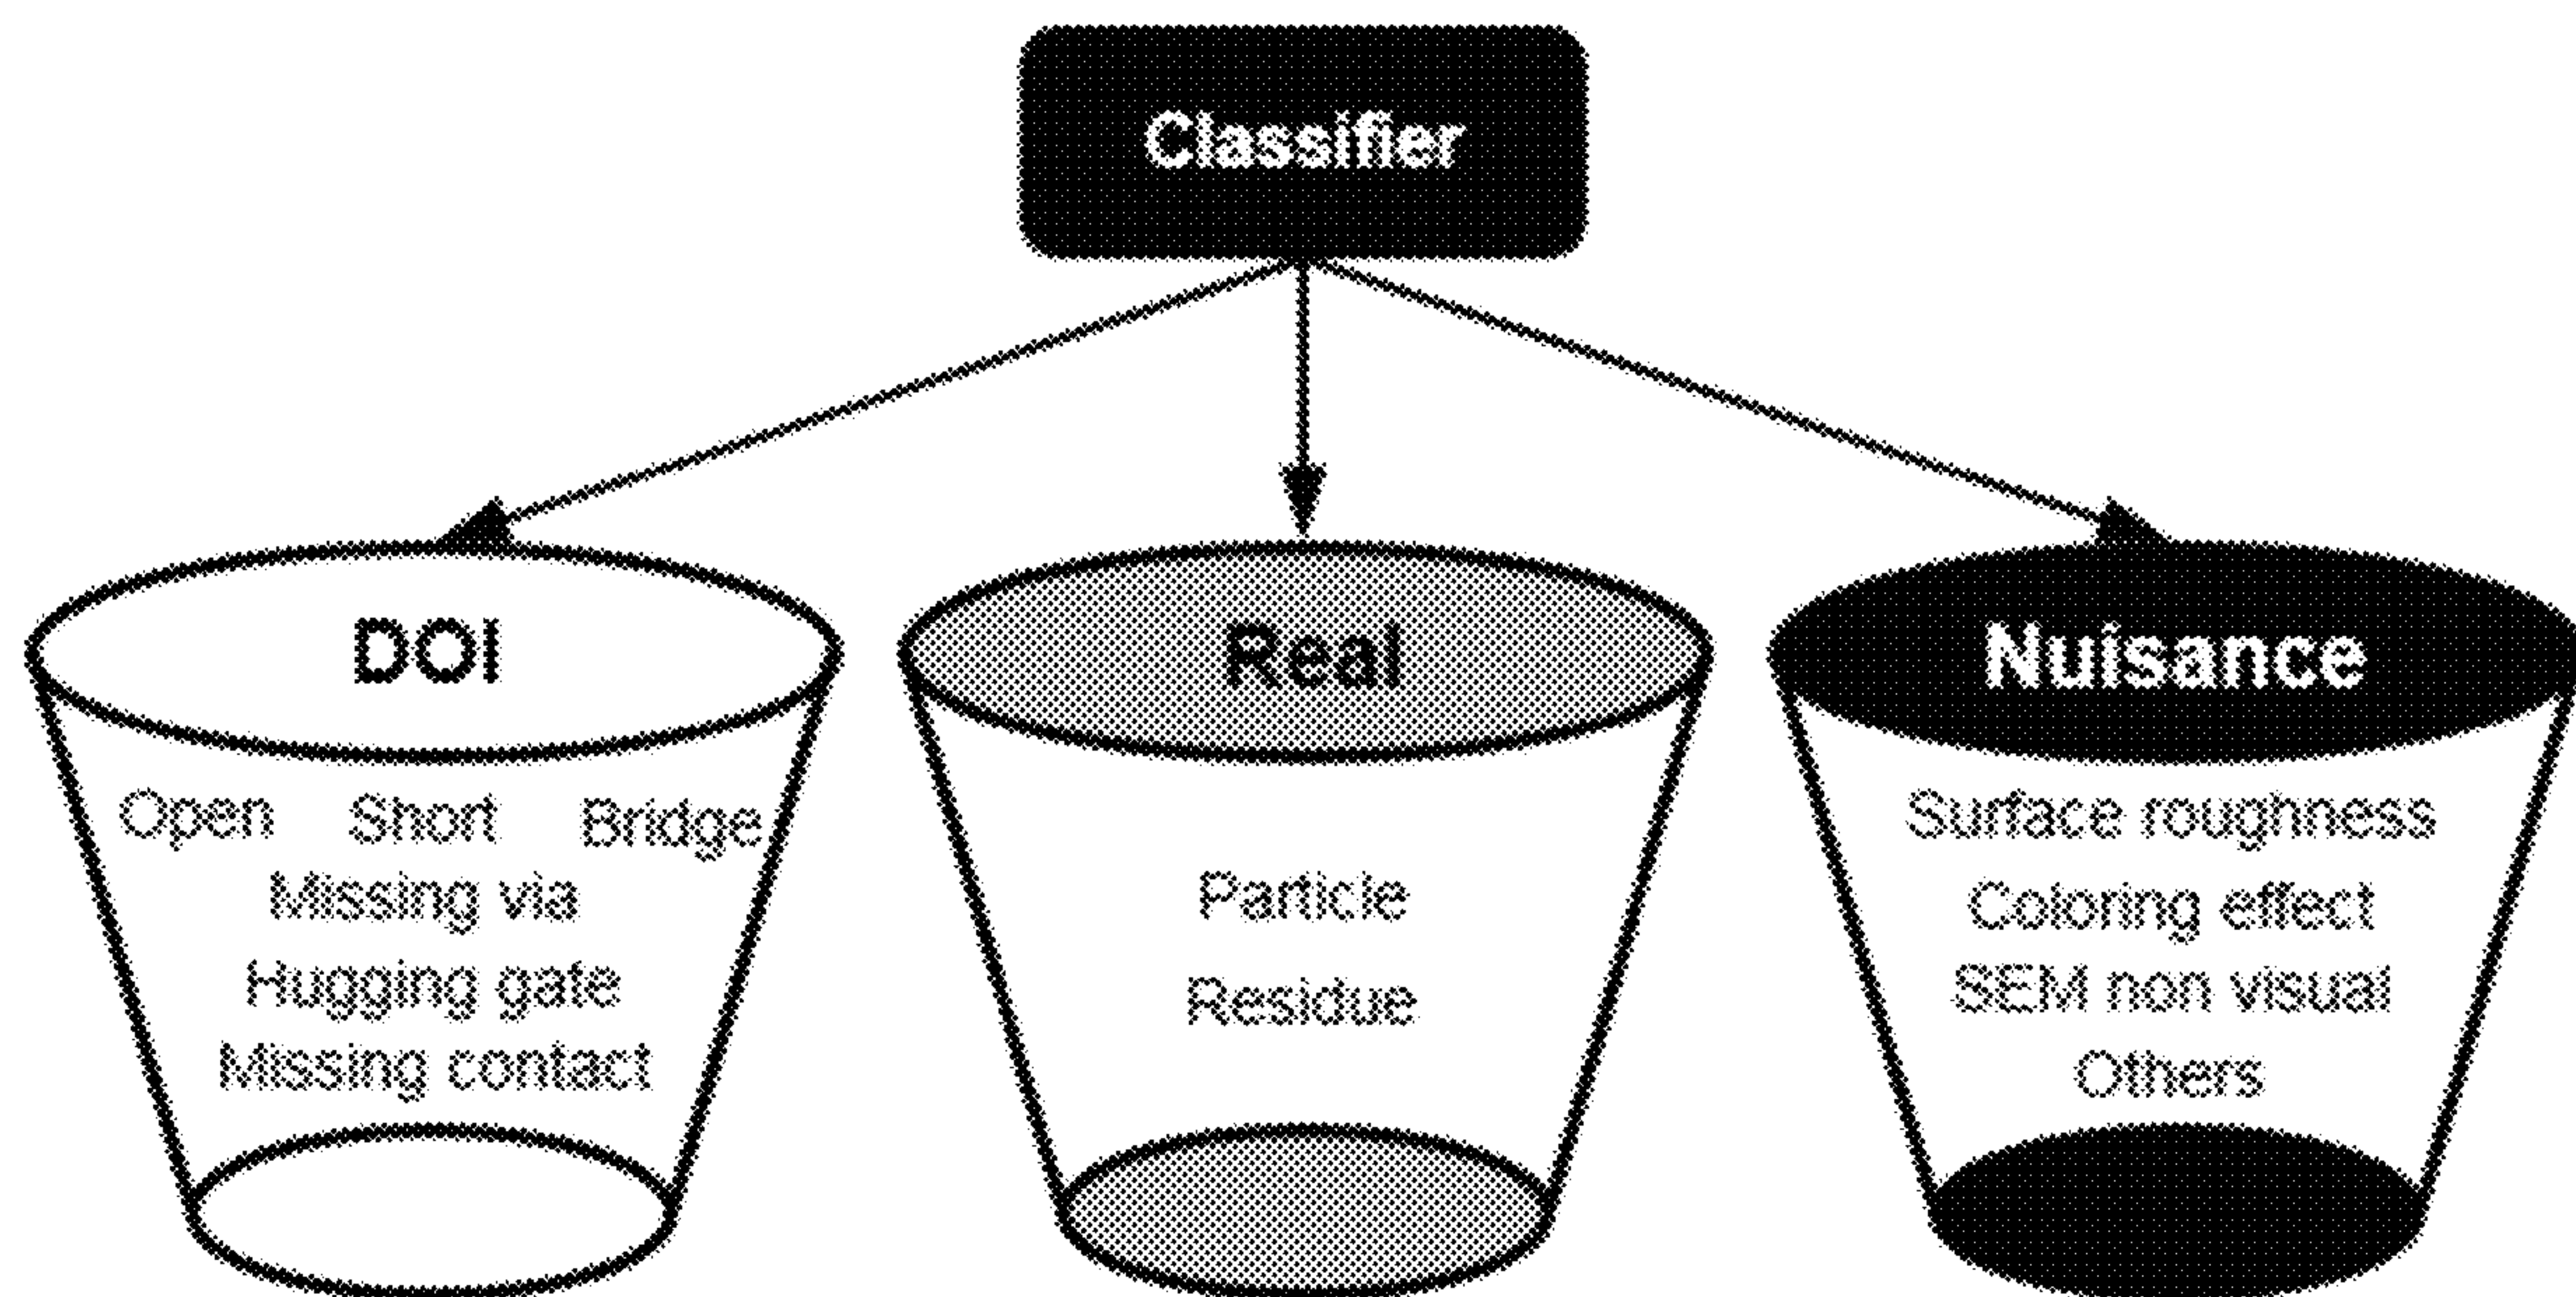 Classifier
DOI
Open Short Bridge
Missing via
Hugging gate
Missing contact
Real
Particle
Residue
Nuisance
Surface roughness
Coloring effect
SEM non visual
Others